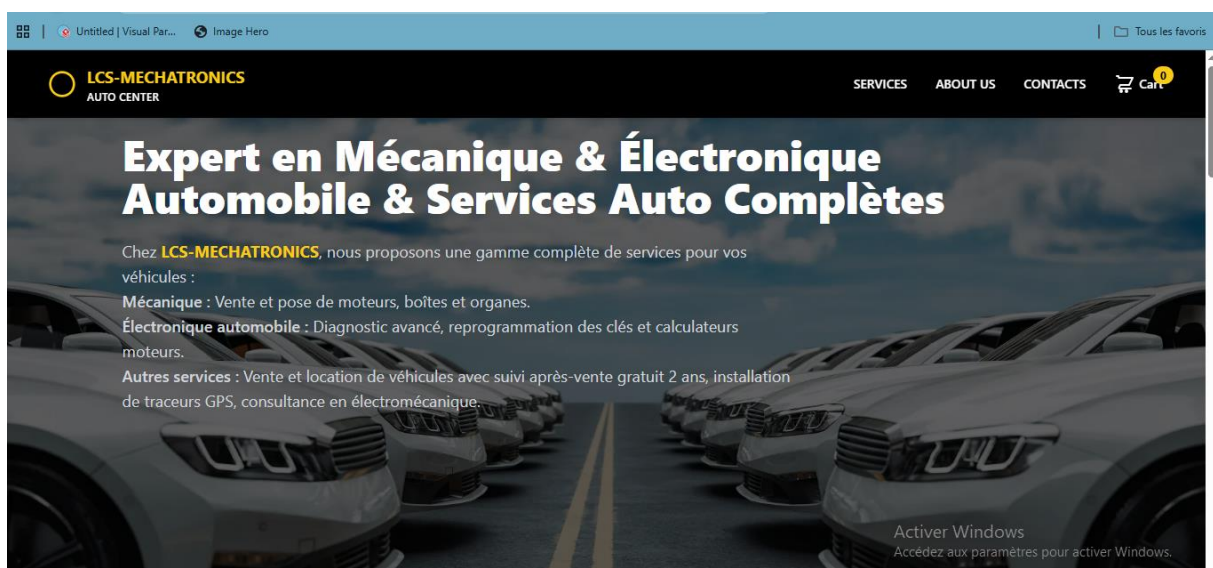 Untitled | Visual Par... Image Hero Tous les favoris
LCS-MECHATRONICS
AUTO CENTER
SERVICES ABOUT US CONTACTS Cart 0
Expert en Mécanique & Électronique
Automobile & Services Auto Complètes
Chez LCS-MECHATRONICS, nous proposons une gamme complète de services pour vos
véhicules :
Mécanique : Vente et pose de moteurs, boîtes et organes.
Électronique automobile : Diagnostic avancé, reprogrammation des clés et calculateurs
moteurs.
Autres services : Vente et location de véhicules avec suivi après-vente gratuit 2 ans, installation
de traceurs GPS, consultance en électromécanique.
Activer Windows
Accédez aux paramètres pour activer Windows.